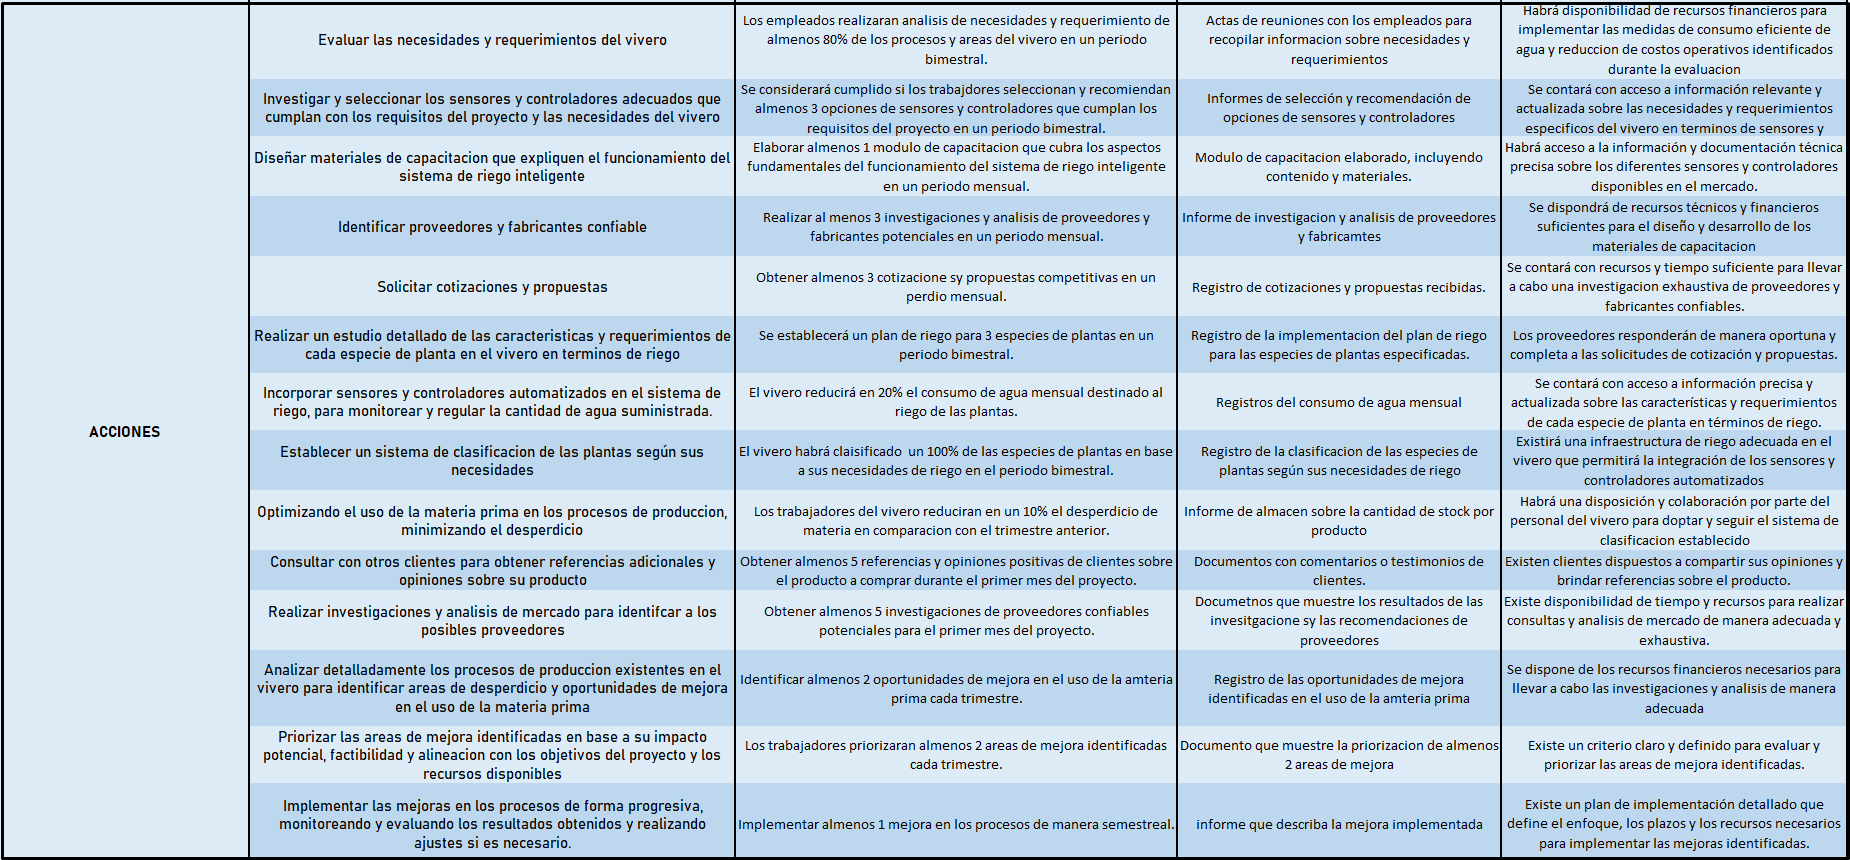 ACCIONES
Evaluar las necesidades y requerimientos del vivero
Los empleados realizaran analisis de necesidades y requerimiento de
almenos 80% de los procesos y areas del vivero en un periodo
bimestral.
Actas de reuniones con los empleados para
recopilar informacion sobre necesidades y
requerimientos
Habrá disponibilidad de recursos financieros para
implementar las medidas de consumo eficiente de
agua y reduccion de costos operativos identificados
durante la evaluacion
Investigar y seleccionar los sensores y controladores adecuados que
cumplan con los requisitos del proyecto y las necesidades del vivero
Se considerará cumplido si los trabajdores seleccionan y recomiendan
almenos 3 opciones de sensores y controladores que cumplan los
requisitos del proyecto en un periodo bimestral.
Informes de selección y recomendación de
opciones de sensores y controladores
Se contará con acceso a información relevante y
actualizada sobre las necesidades y requerimientos
especificos del vivero en terminos de sensores y
Diseñar materiales de capacitacion que expliquen el funcionamiento del
sistema de riego inteligente
Elaborar almenos 1 modulo de capacitacion que cubra los aspectos
fundamentales del funcionamiento del sistema de riego inteligente
en un periodo mensual.
Modulo de capacitacion elaborado, incluyendo
contenido y materiales.
Habrá acceso a la información y documentación técnica
precisa sobre los diferentes sensores y controladores
disponibles en el mercado.
Identificar proveedores y fabricantes confiable
Realizar al menos 3 investigaciones y analisis de proveedores y
fabricantes potenciales en un periodo mensual.
Informe de investigacion y analisis de proveedores
y fabricamtes
Se dispondrá de recursos técnicos y financieros
suficientes para el diseño y desarrollo de los
materiales de capacitacion
Solicitar cotizaciones y propuestas
Obtener almenos 3 cotizacione sy propuestas competitivas en un
perdio mensual.
Registro de cotizaciones y propuestas recibidas.
Se contará con recursos y tiempo suficiente para llevar
a cabo una investigacion exhaustiva de proveedores y
fabricantes confiables.
Realizar un estudio detallado de las caracteristicas y requerimientos de
cada especie de planta en el vivero en terminos de riego
Se establecerá un plan de riego para 3 especies de plantas en un
periodo bimestral.
Registro de la implementacion del plan de riego
para las especies de plantas especificadas.
Los proveedores responderán de manera oportuna y
completa a las solicitudes de cotización y propuestas.
Incorporar sensores y controladores automatizados en el sistema de
riego, para monitorear y regular la cantidad de agua suministrada.
El vivero reducirá en 20% el consumo de agua mensual destinado al
riego de las plantas.
Registros del consumo de agua mensual
Se contará con acceso a información precisa y
actualizada sobre las características y requerimientos
de cada especie de planta en términos de riego.
Establecer un sistema de clasificacion de las plantas según sus
necesidades
El vivero habrá claisificado  un 100% de las especies de plantas en base
a sus necesidades de riego en el periodo bimestral.
Registro de la clasificacion de las especies de
plantas según sus necesidades de riego
Existirá una infraestructura de riego adecuada en el
vivero que permitirá la integración de los sensores y
controladores automatizados
Optimizando el uso de la materia prima en los procesos de produccion,
minimizando el desperdicio
Los trabajadores del vivero reduciran en un 10% el desperdicio de
materia en comparacion con el trimestre anterior.
Informe de almacen sobre la cantidad de stock por
producto
Habrá una disposición y colaboración por parte del
personal del vivero para doptar y seguir el sistema de
clasificacion establecido
Consultar con otros clientes para obtener referencias adicionales y
opiniones sobre su producto
Obtener almenos 5 referencias y opiniones positivas de clientes sobre
el producto a comprar durante el primer mes del proyecto.
Documentos con comentarios o testimonios de
clientes.
Existen clientes dispuestos a compartir sus opiniones y
brindar referencias sobre el producto.
Realizar investigaciones y analisis de mercado para identifcar a los
posibles proveedores
Obtener almenos 5 investigaciones de proveedores confiables
potenciales para el primer mes del proyecto.
Documetnos que muestre los resultados de las
invesitgacione sy las recomendaciones de
proveedores
Existe disponibilidad de tiempo y recursos para realizar
consultas y analisis de mercado de manera adecuada y
exhaustiva.
Analizar detalladamente los procesos de produccion existentes en el
vivero para identificar areas de desperdicio y oportunidades de mejora
en el uso de la materia prima
Identificar almenos 2 oportunidades de mejora en el uso de la amteria
prima cada trimestre.
Registro de las oportunidades de mejora
identificadas en el uso de la amteria prima
Se dispone de los recursos financieros necesarios para
llevar a cabo las investigaciones y analisis de manera
adecuada
Priorizar las areas de mejora identificadas en base a su impacto
potencial, factibilidad y alineacion con los objetivos del proyecto y los
recursos disponibles
Los trabajadores priorizaran almenos 2 areas de mejora identificadas
cada trimestre.
Documento que muestre la priorizacion de almenos
2 areas de mejora
Existe un criterio claro y definido para evaluar y
priorizar las areas de mejora identificadas.
Implementar las mejoras en los procesos de forma progresiva,
monitoreando y evaluando los resultados obtenidos y realizando
ajustes si es necesario.
Implementar almenos 1 mejora en los procesos de manera semestreal.
informe que describa la mejora implementada
Existe un plan de implementación detallado que
define el enfoque, los plazos y los recursos necesarios
para implementar las mejoras identificadas.